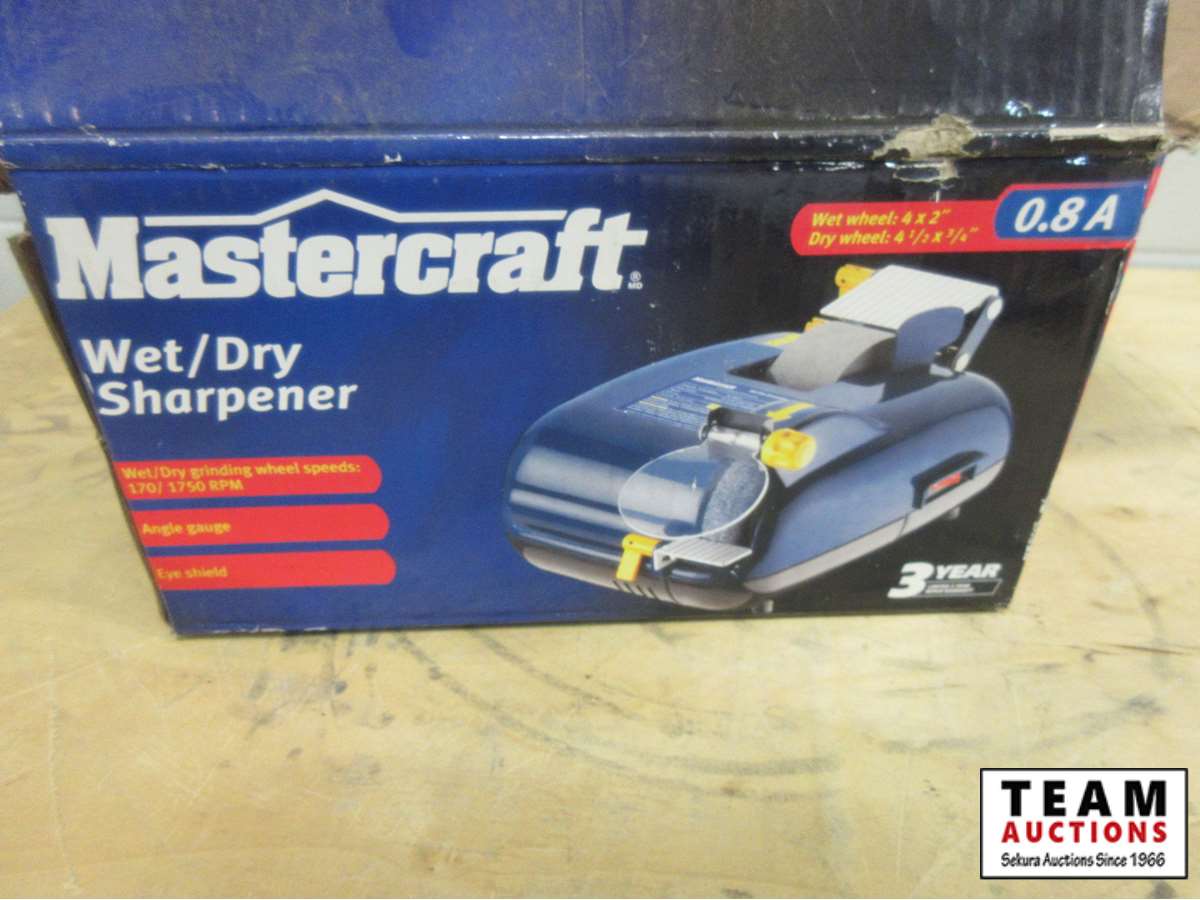 Mastercraft
® MD
Wet/Dry
Sharpener
Wet/Dry grinding wheel speeds:
170/ 1750 RPM
Angle gauge
Eye shield
Wet wheel: 4 x 2"
Dry wheel: 4 1/2 x 3/4"
0.8 A
Mastercraft
3 YEAR
TEAM
AUCTIONS
Sekura Auctions Since 1966